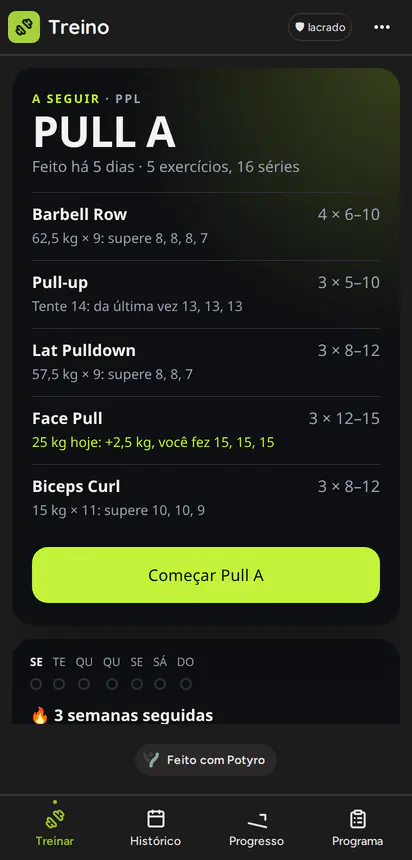 Treino
lacrado
A SEGUIR · PPL
PULL A
Feito há 5 dias · 5 exercícios, 16 séries
Barbell Row 4 × 6–10
62,5 kg × 9: supere 8, 8, 8, 7
Pull-up 3 × 5–10
Tente 14: da última vez 13, 13, 13
Lat Pulldown 3 × 8–12
57,5 kg × 9: supere 8, 8, 7
Face Pull 3 × 12–15
25 kg hoje: +2,5 kg, você fez 15, 15, 15
Biceps Curl 3 × 8–12
15 kg × 11: supere 10, 10, 9
Começar Pull A
SE TE QU QU SE SÁ DO
🔥 3 semanas seguidas
Feito com Potyro
Treinar Histórico Progresso Programa